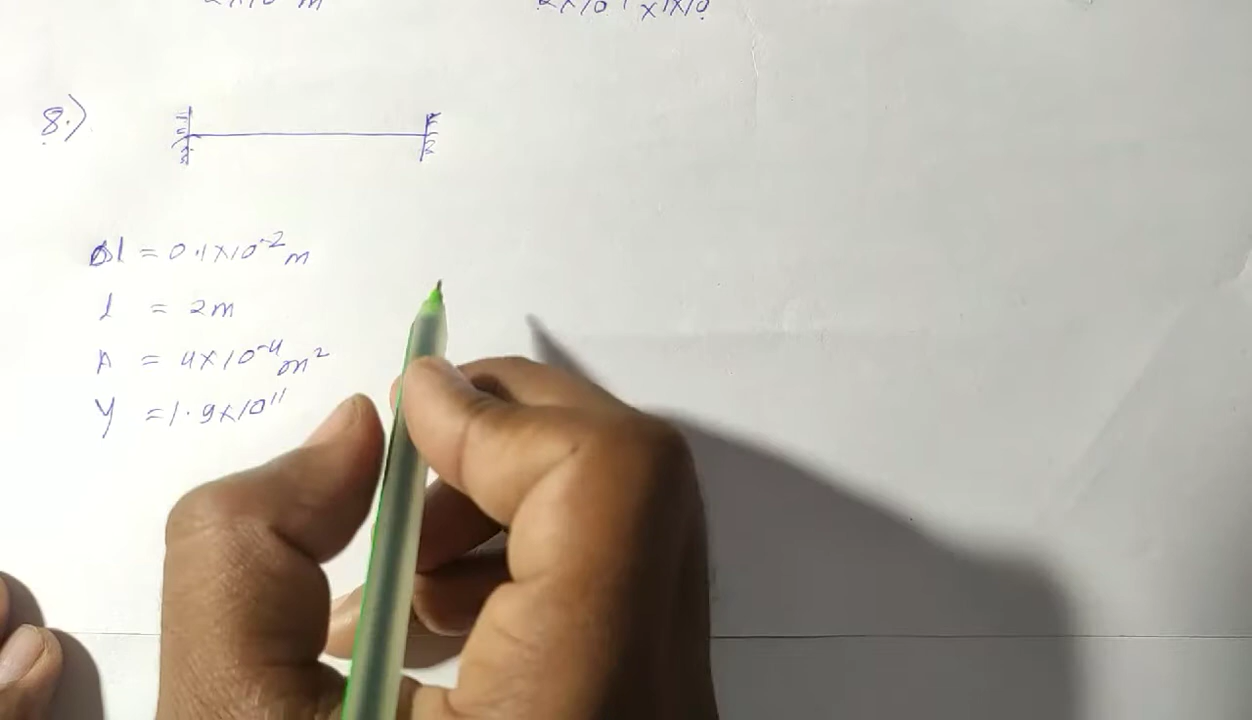 8.)
Δl = 0.1×10⁻² m
l = 2m
A = 4×10⁻⁴ m²
Y = 1.9×10¹¹